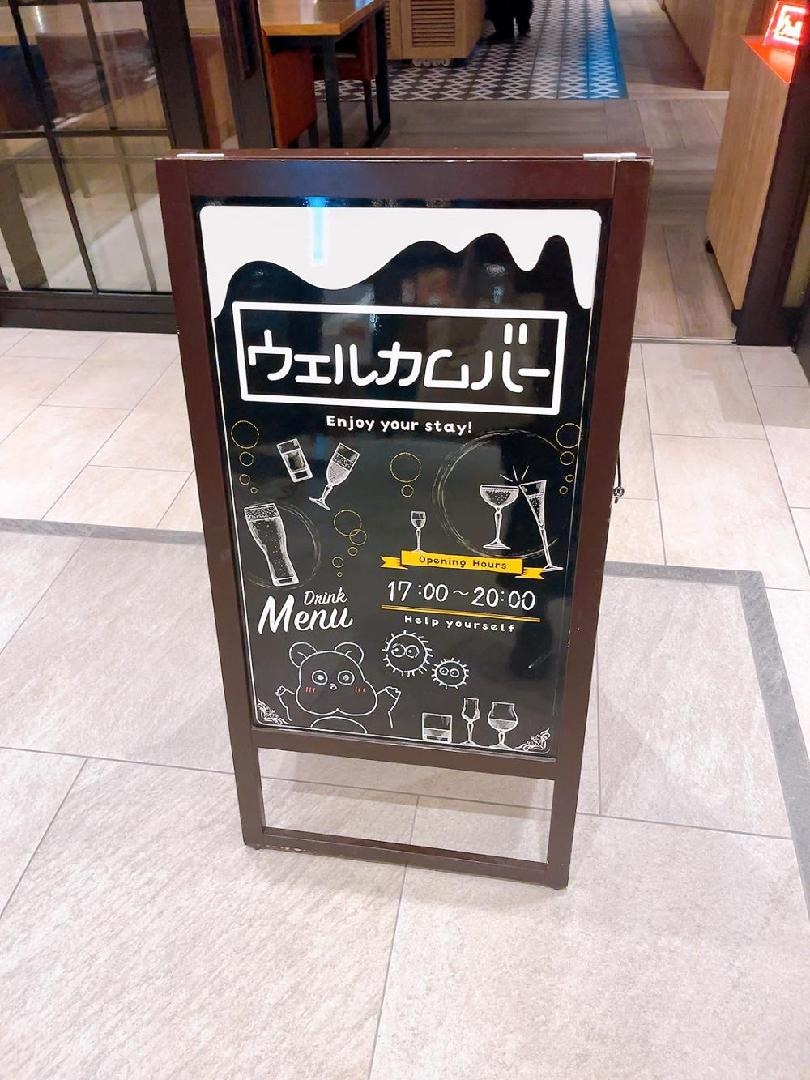 ウェルカムバー
Enjoy your stay!
Opening Hours
17:00~20:00
Help yourself
Drink
Menu